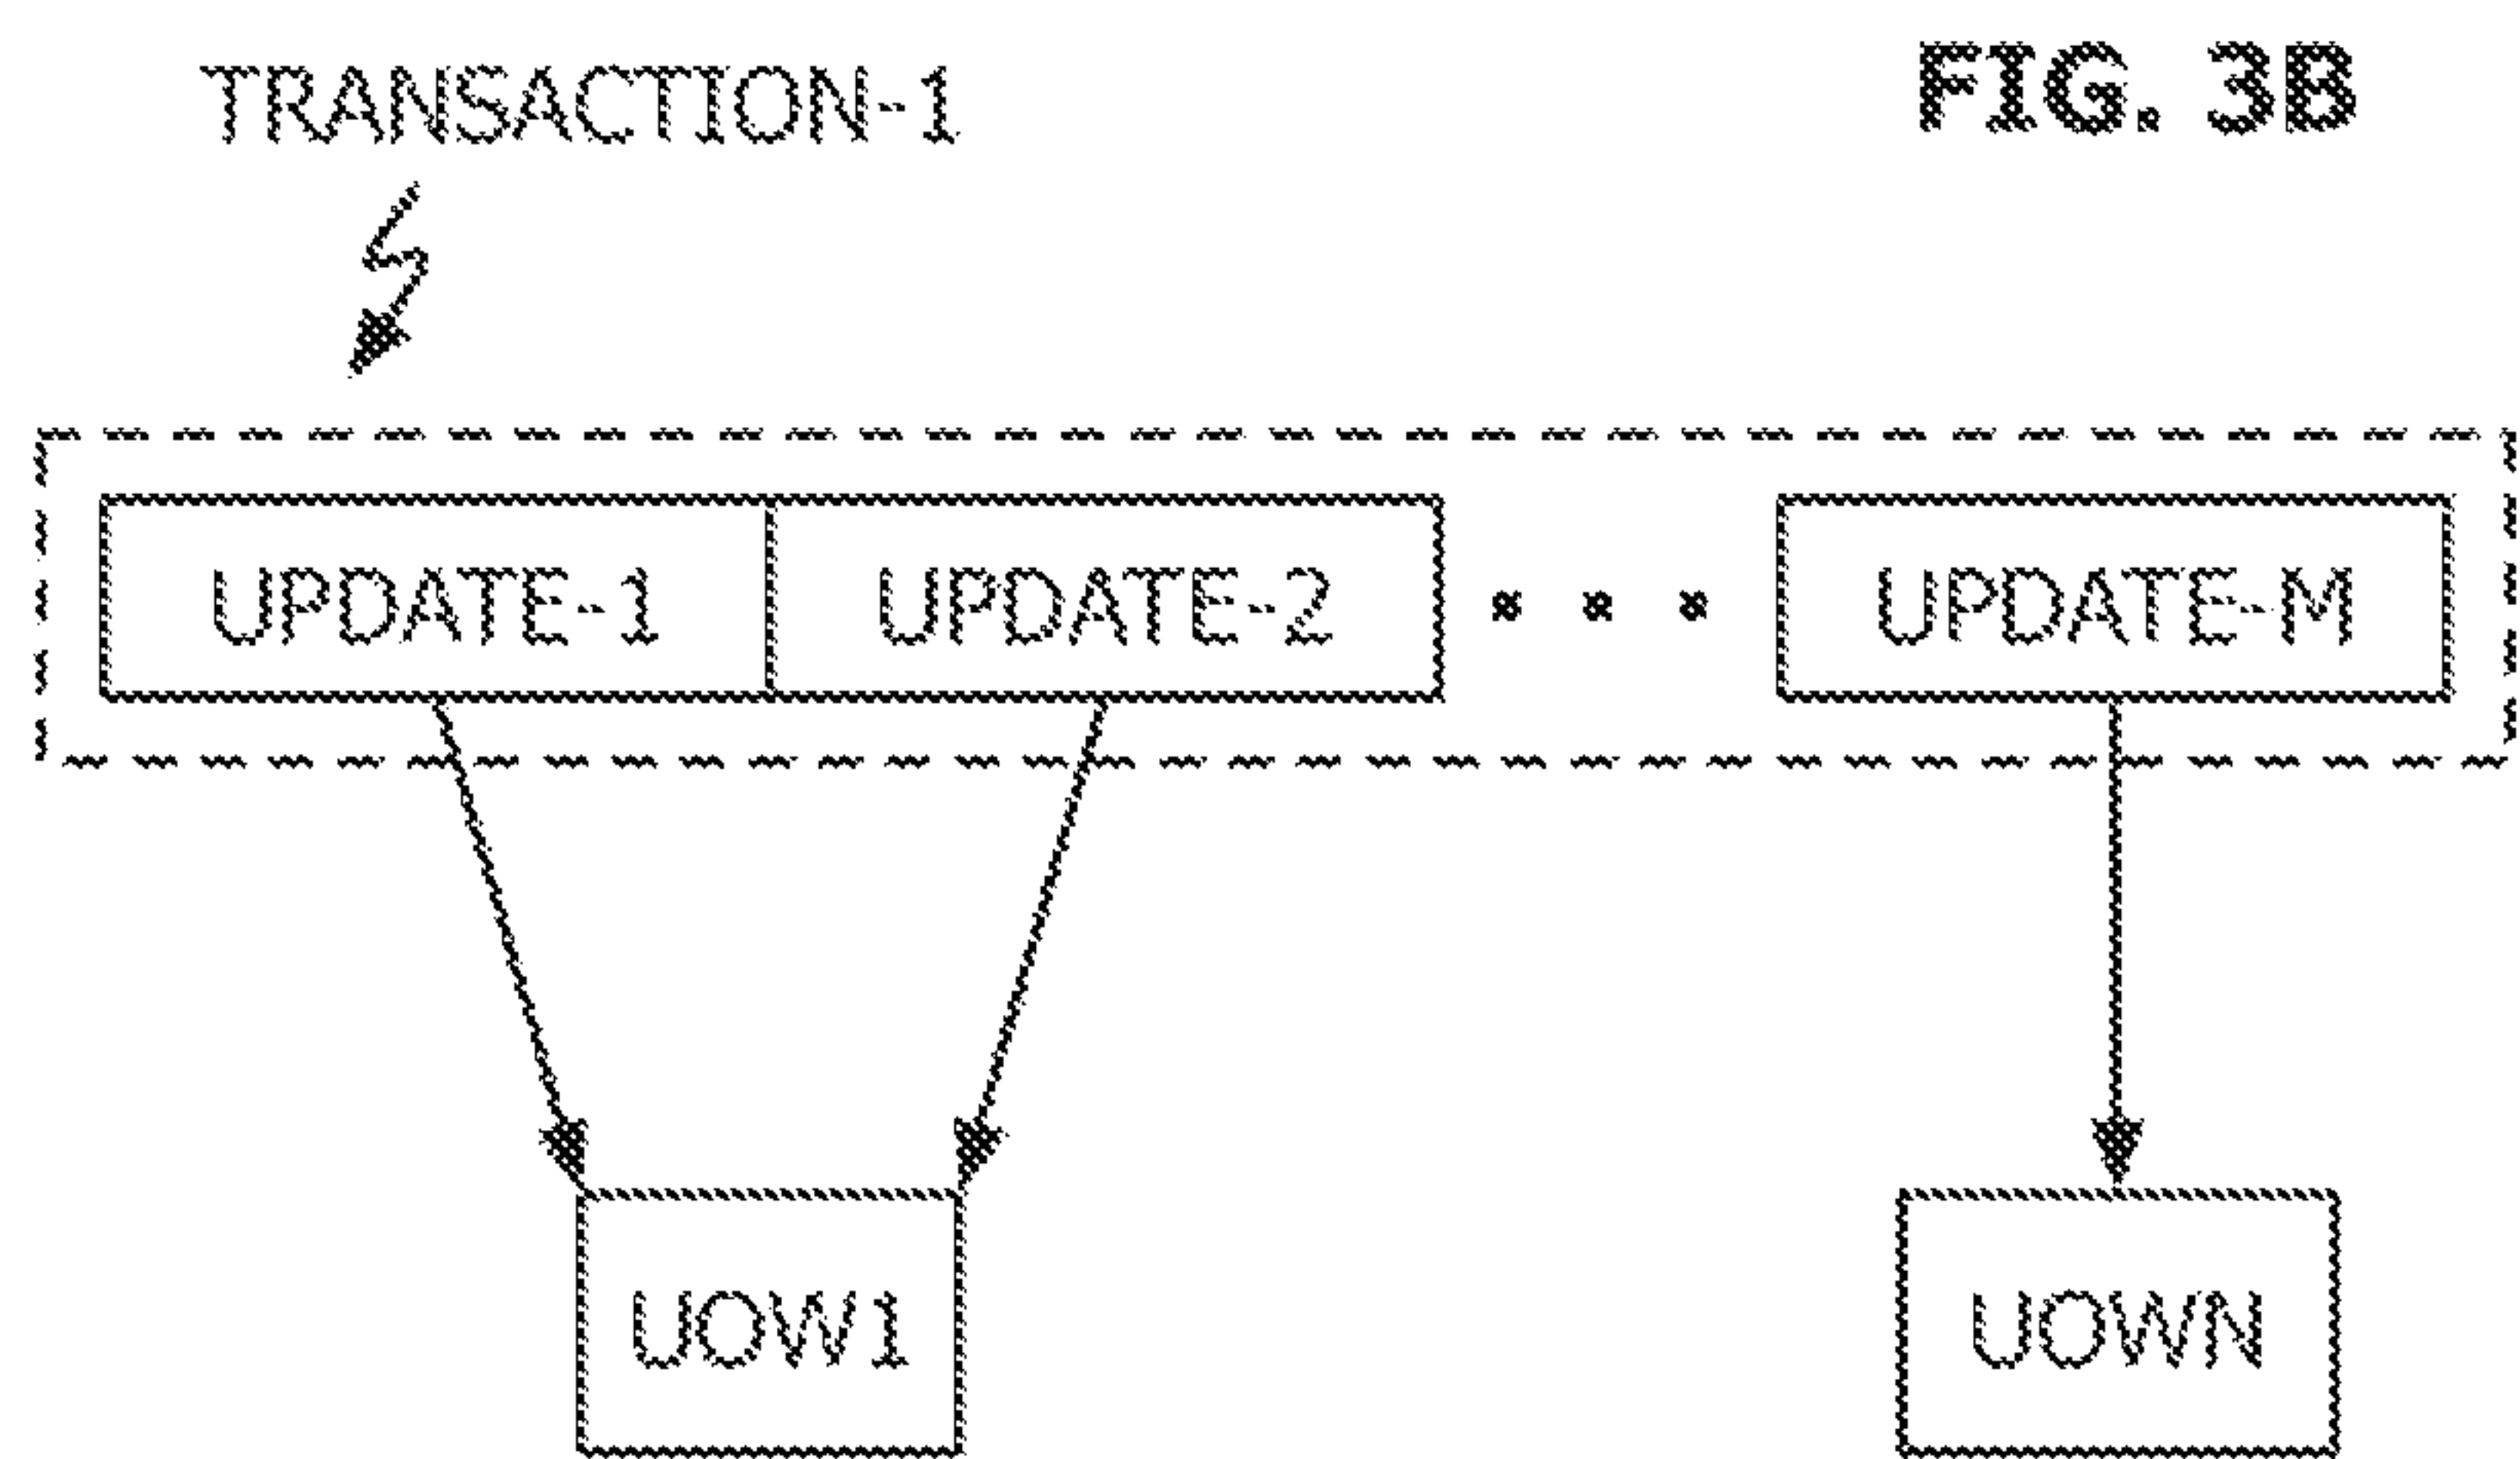 TRANSACTION-1
FIG. 3B
UPDATE-1 UPDATE-2 • • • UPDATE-M
UOW1 UOWN